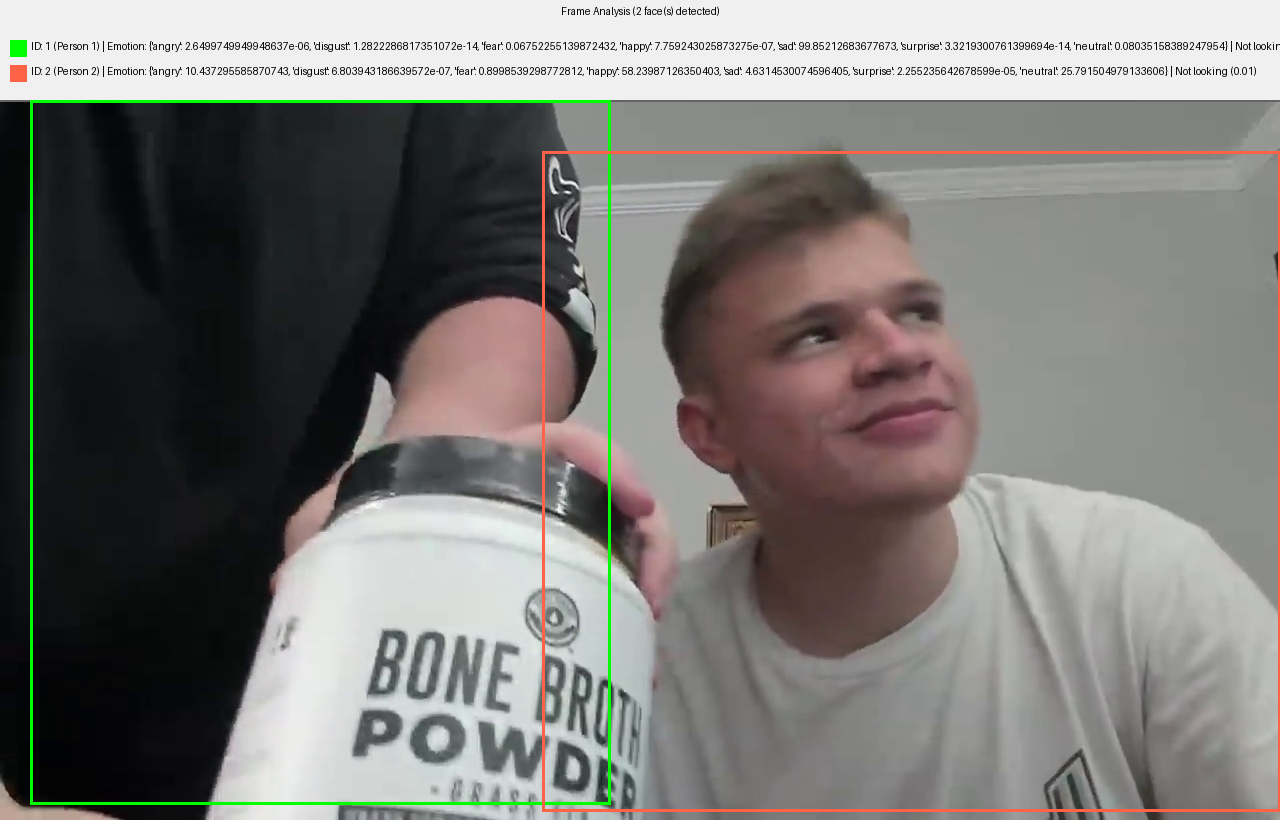 Frame Analysis (2 face(s) detected)
ID: 1 (Person 1) | Emotion: {'angry': 2.6499749949948637e-06, 'disgust': 1.2822286817351072e-14, 'fear': 0.06752255139872432, 'happy': 7.759243025873275e-07, 'sad': 99.85212683677673, 'surprise': 3.3219300761399694e-14, 'neutral': 0.08035158389247954} | Not lookin
ID: 2 (Person 2) | Emotion: {'angry': 10.437295585870743, 'disgust': 6.803943186639572e-07, 'fear': 0.8998539298772812, 'happy': 58.23987126350403, 'sad': 4.6314530074596405, 'surprise': 2.255235642678599e-05, 'neutral': 25.791504979133606} | Not looking (0.01)
BONE BROTH
POWDER